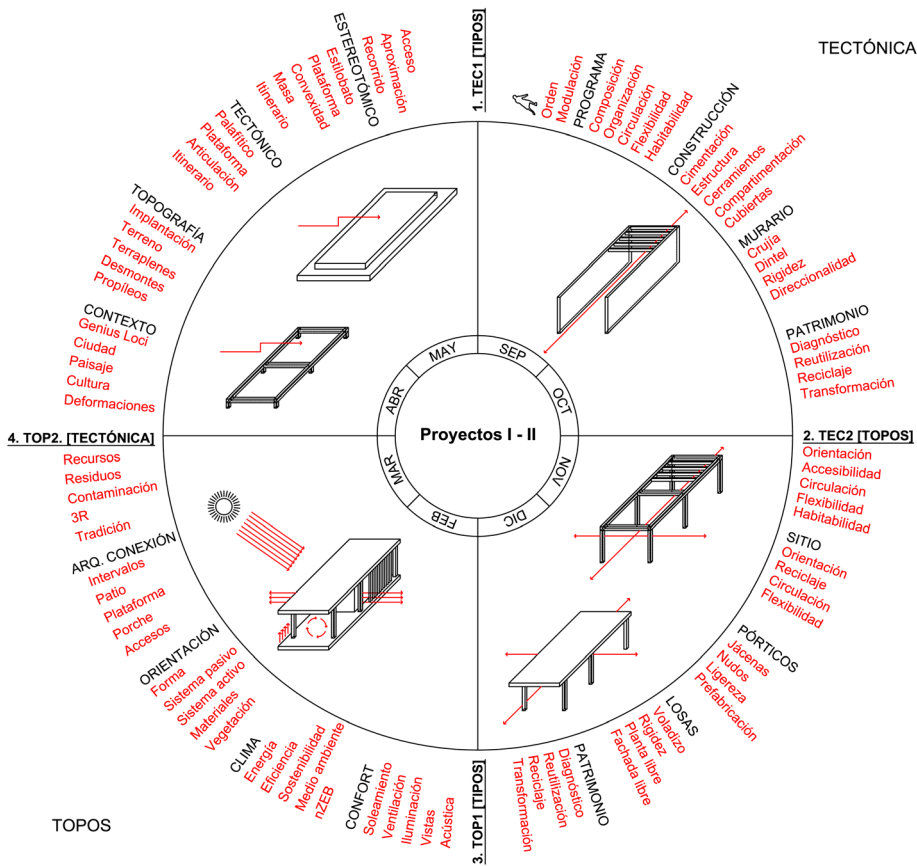 TECTÓNICA
1. TEC1 [TIPOS]
Orden
Modulación
PROGRAMA
Composición
Organización
Circulación
Flexibilidad
Habitabilidad
CONSTRUCCIÓN
Cimentación
Estructura
Cerramientos
Compartimentación
Cubiertas
MURARIO
Crujía
Dintel
Rigidez
Direccionalidad
PATRIMONIO
Diagnóstico
Reutilización
Reciclaje
Transformación
2. TEC2 [TOPOS]
Orientación
Accesibilidad
Circulación
Flexibilidad
Habitabilidad
SITIO
Orientación
Reciclaje
Circulación
Flexibilidad
PÓRTICOS
Jácenas
Nudos
Ligereza
Prefabricación
LOSAS
Voladizo
Rigidez
Planta libre
Fachada libre
PATRIMONIO
Diagnóstico
Reutilización
Reciclaje
Transformación
3. TOP1 [TIPOS]
CONFORT
Soleamiento
Ventilación
Iluminación
Vistas
Acústica
CLIMA
Energía
Eficiencia
Sostenibilidad
Medio ambiente
nZEB
ORIENTACIÓN
Forma
Sistema pasivo
Sistema activo
Materiales
Vegetación
ARQ. CONEXIÓN
Intervalos
Patio
Plataforma
Porche
Accesos
Recursos
Residuos
Contaminación
3R
Tradición
4. TOP2. [TECTÓNICA]
CONTEXTO
Genius Loci
Ciudad
Paisaje
Cultura
Deformaciones
TOPOGRAFÍA
Implantación
Terreno
Terraplenes
Desmontes
Propíleos
TECTÓNICO
Palafítico
Plataforma
Articulación
Itinerario
ESTEREOTÓMICO
Estilobato
Plataforma
Convexidad
Masa
Itinerario
Acceso
Aproximación
Recorrido
SEP
OCT
NOV
DIC
FEB
MAR
ABR
MAY
Proyectos I - II
TOPOS